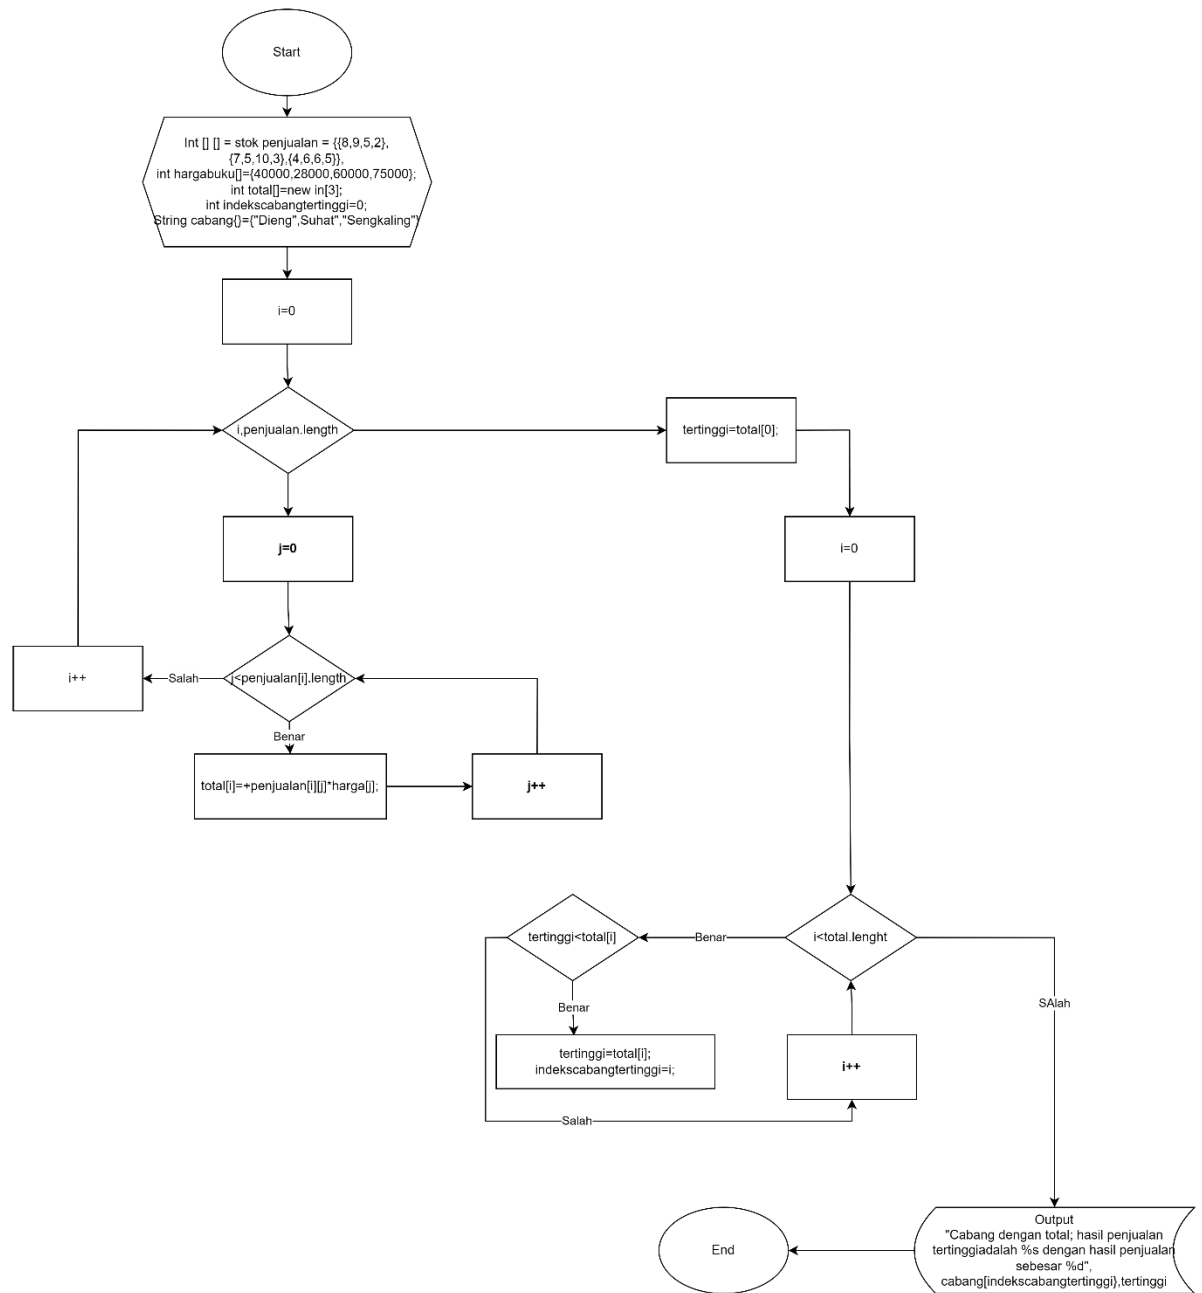 Start
Int [] [] = stok penjualan = {{8,9,5,2},
{7,5,10,3},{4,6,6,5}},
int hargabuku[]={40000,28000,60000,75000};
int total[]=new in[3];
int indekscabangtertinggi=0;
String cabang{}={"Dieng",Suhat","Sengkaling"}
i=0
i,penjualan.length
tertinggi=total[0];
j=0
i=0
i++
Salah
j<penjualan[i].length
Benar
total[i]=+penjualan[i][j]*harga[j];
j++
tertinggi<total[i]
Benar
i<total.lenght
Benar
SAlah
tertinggi=total[i];
indekscabangtertinggi=i;
i++
Salah
Output
"Cabang dengan total; hasil penjualan
tertinggiadalah %s dengan hasil penjualan
sebesar %d",
cabang[indekscabangtertinggi},tertinggi
End